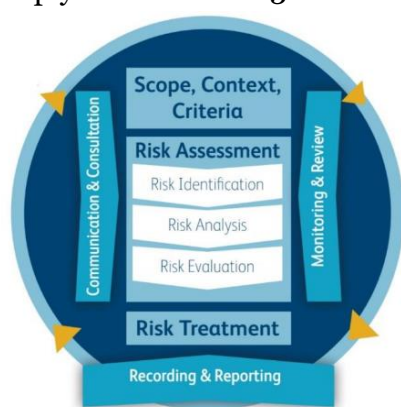 Scope, Context,
Criteria
Risk Assessment
Risk Identification
Risk Analysis
Risk Evaluation
Risk Treatment
Communication & Consultation
Monitoring & Review
Recording & Reporting